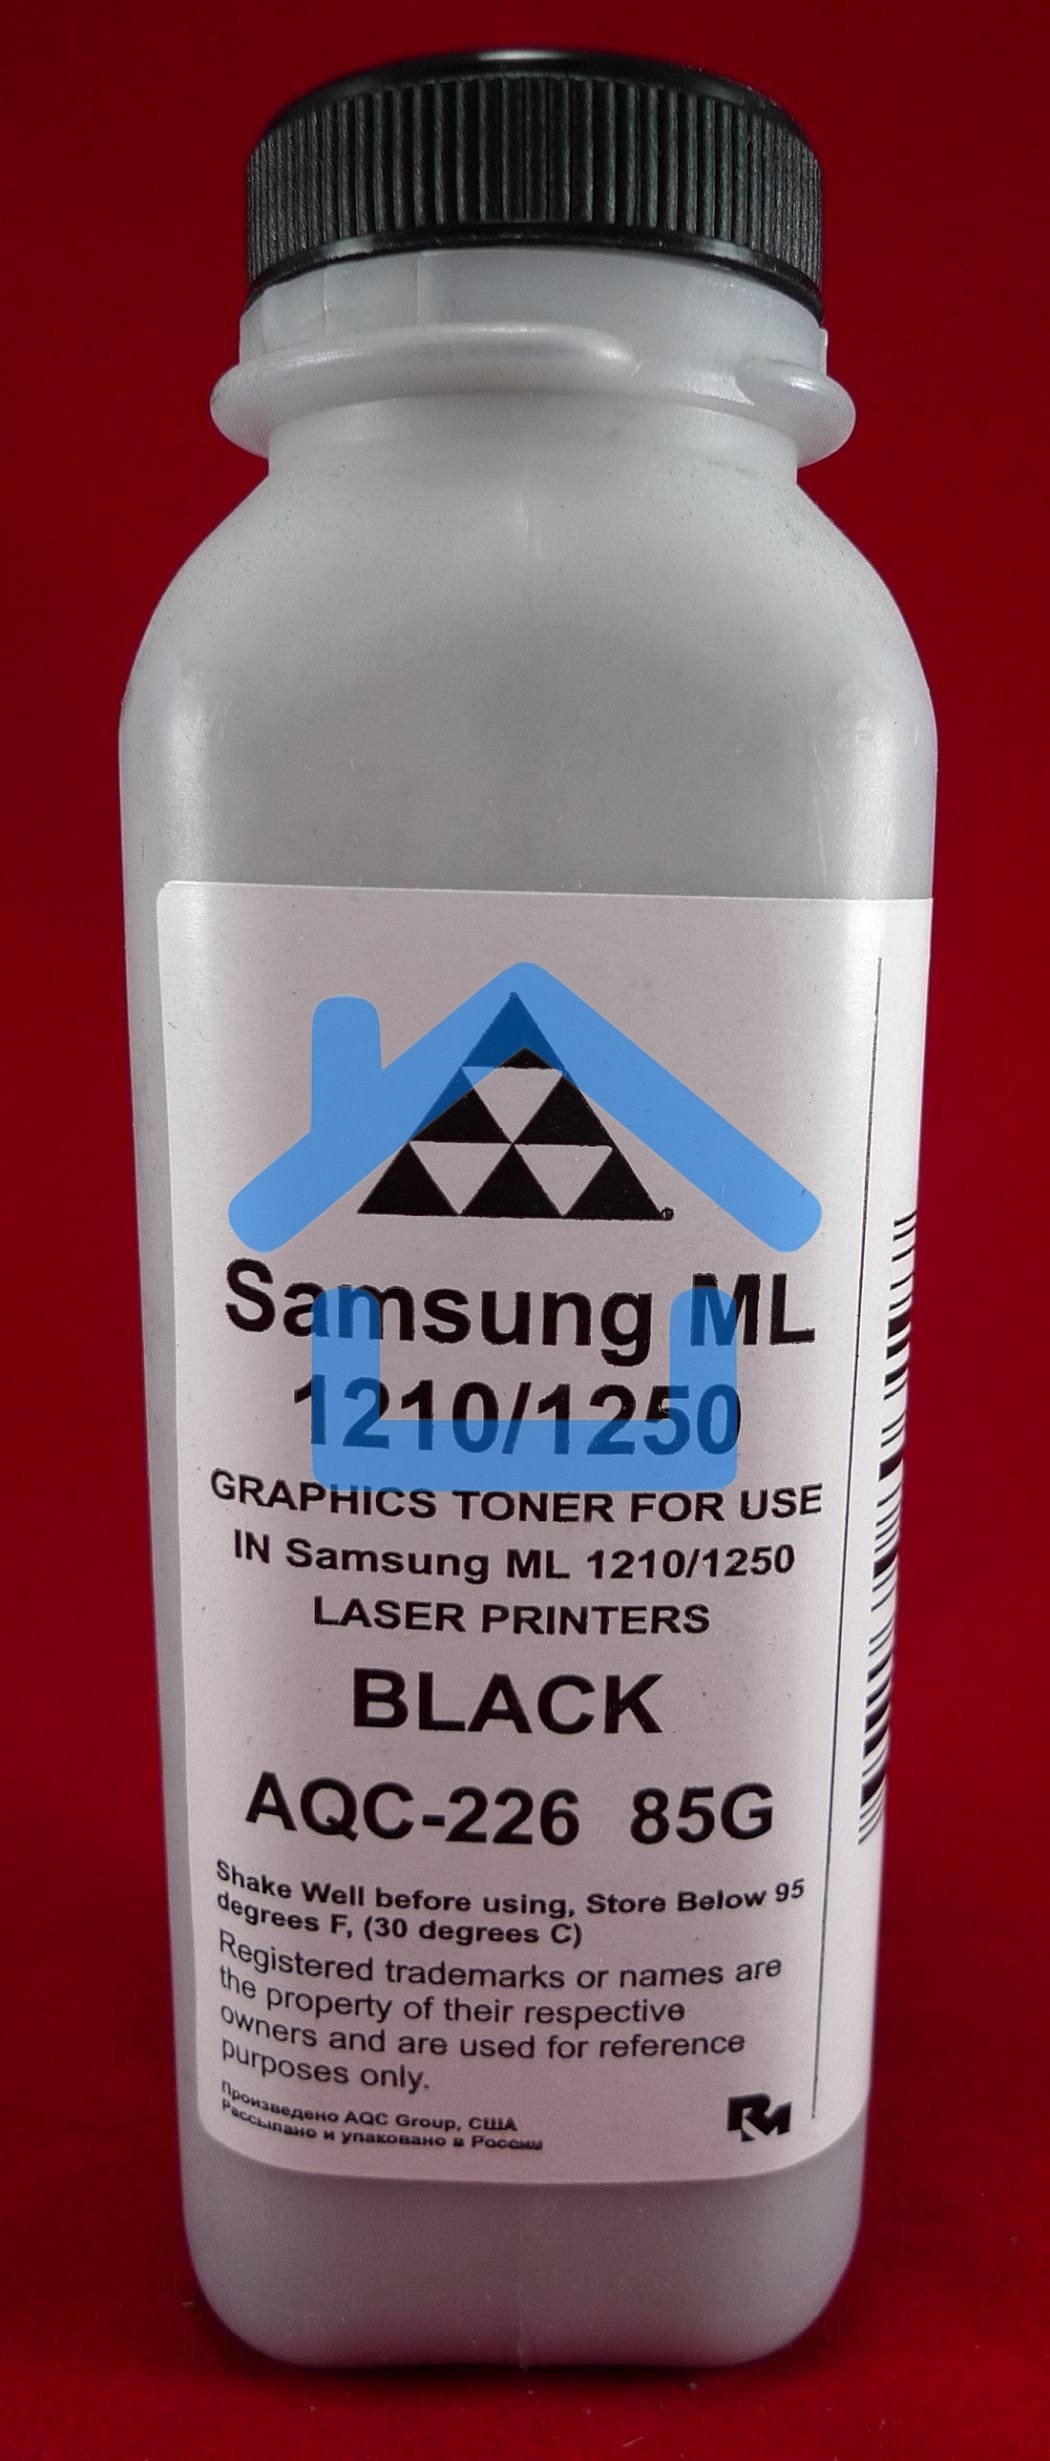 Samsung ML
1210/1250
GRAPHICS TONER FOR USE
IN Samsung ML 1210/1250
LASER PRINTERS
BLACK
AQC-226 85G
Shake Well before using, Store Below 95
degrees F, (30 degrees C)
Registered trademarks or names are
the property of their respective
owners and are used for reference
purposes only.
Произведено AQC Group, США
Рассыпано и упаковано в России
RM